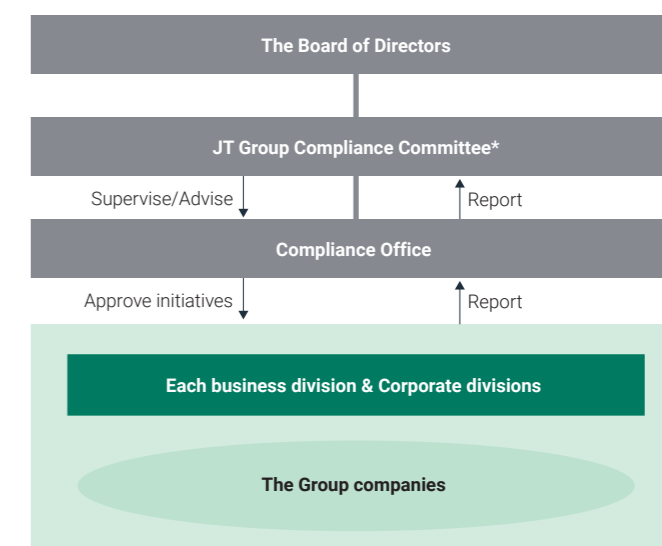 The Board of Directors
JT Group Compliance Committee*
Supervise/Advise
Report
Compliance Office
Approve initiatives
Report
Each business division & Corporate divisions
The Group companies